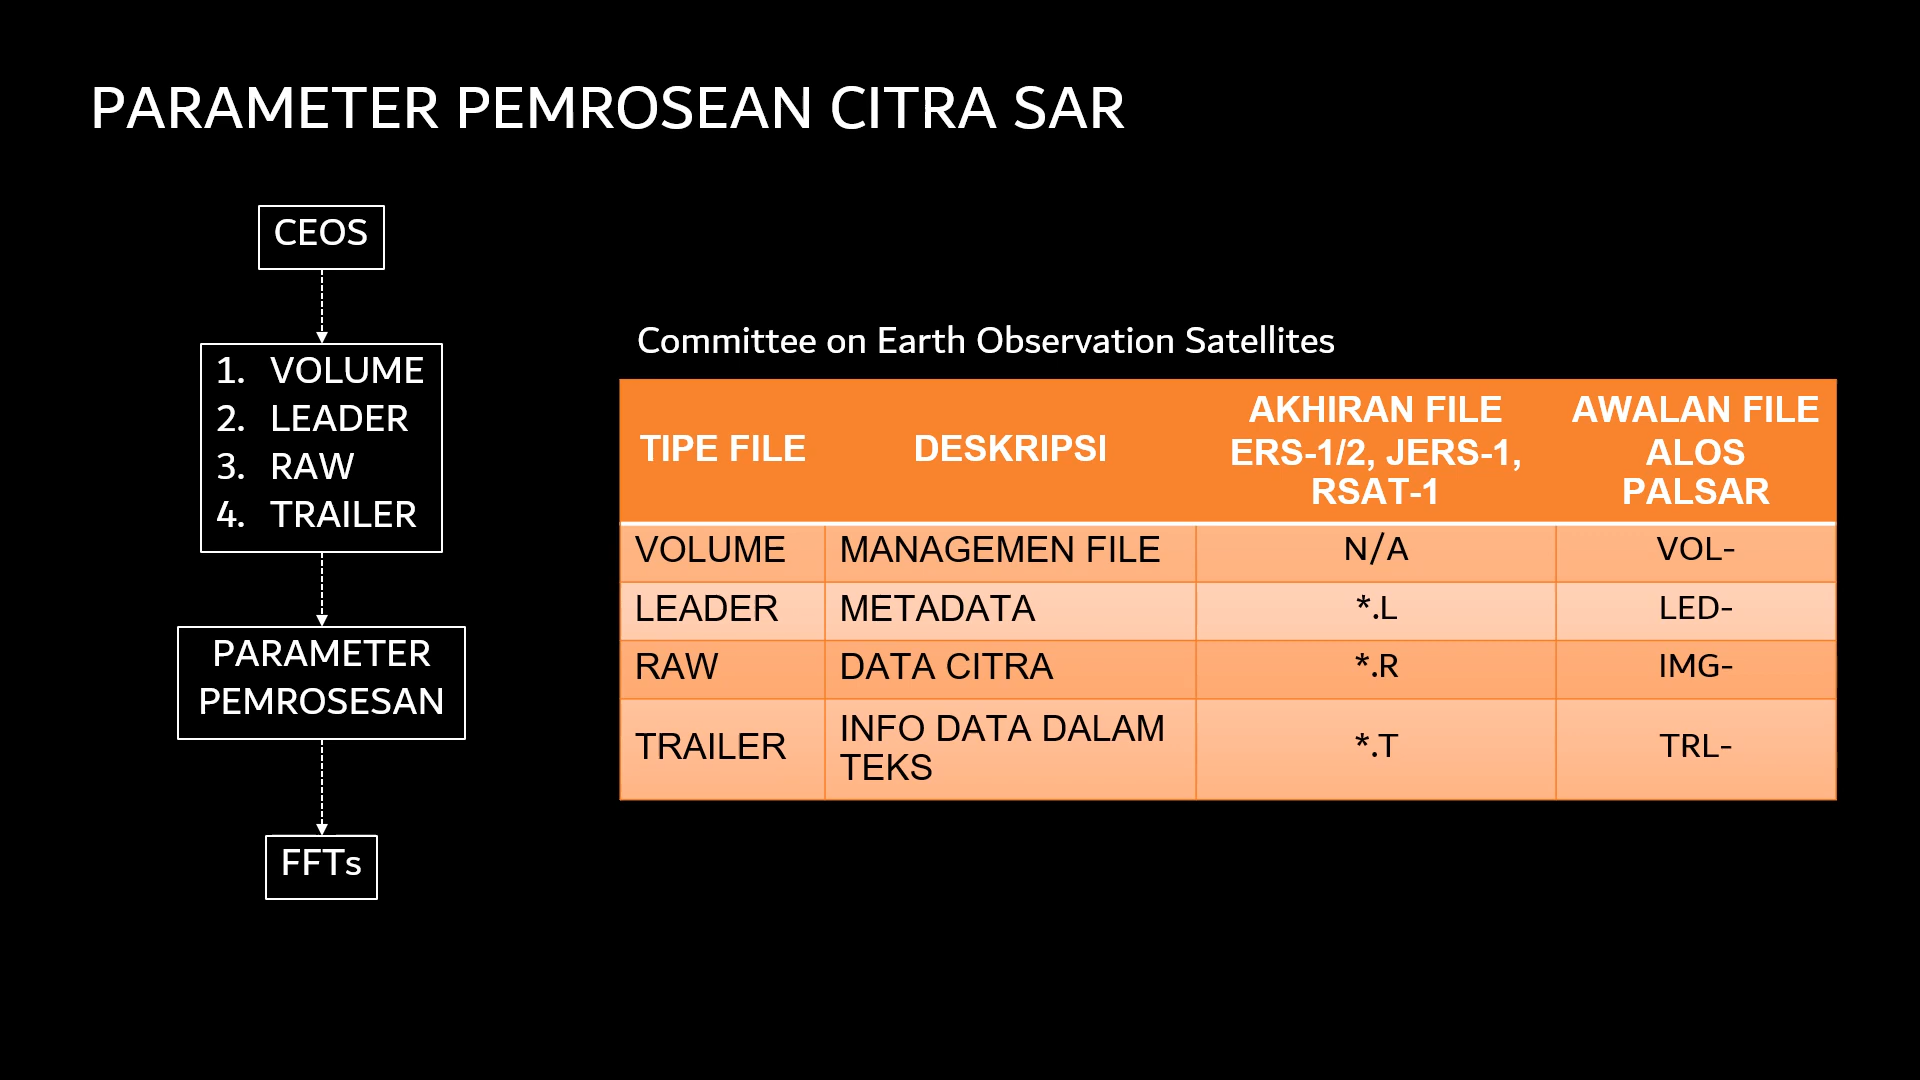 PARAMETER PEMROSEAN CITRA SAR
CEOS
1. VOLUME
2. LEADER
3. RAW
4. TRAILER
PARAMETER
PEMROSESAN
FFTs
Committee on Earth Observation Satellites
TIPE FILE
DESKRIPSI
AKHIRAN FILE
ERS-1/2, JERS-1,
RSAT-1
AWALAN FILE
ALOS
PALSAR
VOLUME MANAGEMEN FILE N/A VOL-
LEADER METADATA *.L LED-
RAW DATA CITRA *.R IMG-
TRAILER
INFO DATA DALAM
TEKS
*.T
TRL-